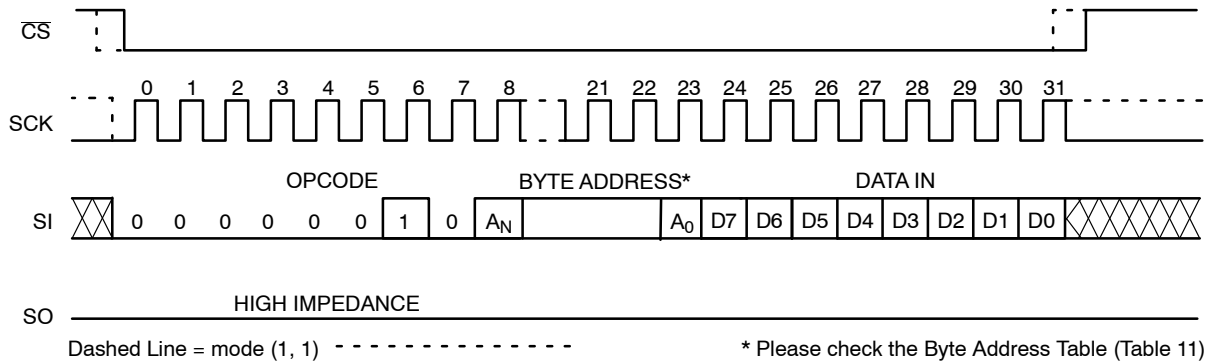 CS
0 1 2 3 4 5 6 7 8 21 22 23 24 25 26 27 28 29 30 31
SCK
OPCODE BYTE ADDRESS* DATA IN
SI 0 0 0 0 0 0 1 0 AN A0 D7 D6 D5 D4 D3 D2 D1 D0
HIGH IMPEDANCE
SO
Dashed Line = mode (1, 1) * Please check the Byte Address Table (Table 11)